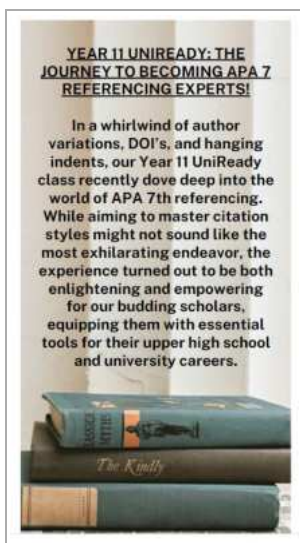 YEAR 11 UNIREADY: THE
JOURNEY TO BECOMING APA 7
REFERENCING EXPERTS!
In a whirlwind of author
variations, DOI's, and hanging
indents, our Year 11 UniReady
class recently dove deep into the
world of APA 7th referencing.
While aiming to master citation
styles might not sound like the
most exhilarating endeavor, the
experience turned out to be both
enlightening and empowering
for our budding scholars,
equipping them with essential
tools for their upper high school
and university careers.
The Kindly